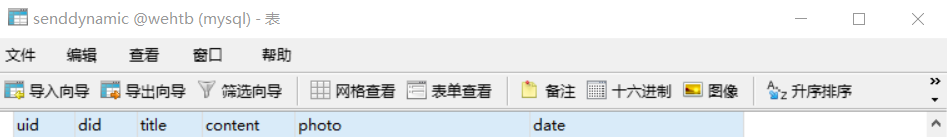 senddynamic @wehtb (mysql) - 表
文件 编辑 查看 窗口 帮助
导入向导 导出向导 筛选向导 网格查看 表单查看 备注 十六进制 图像 升序排序
uid did title content photo date